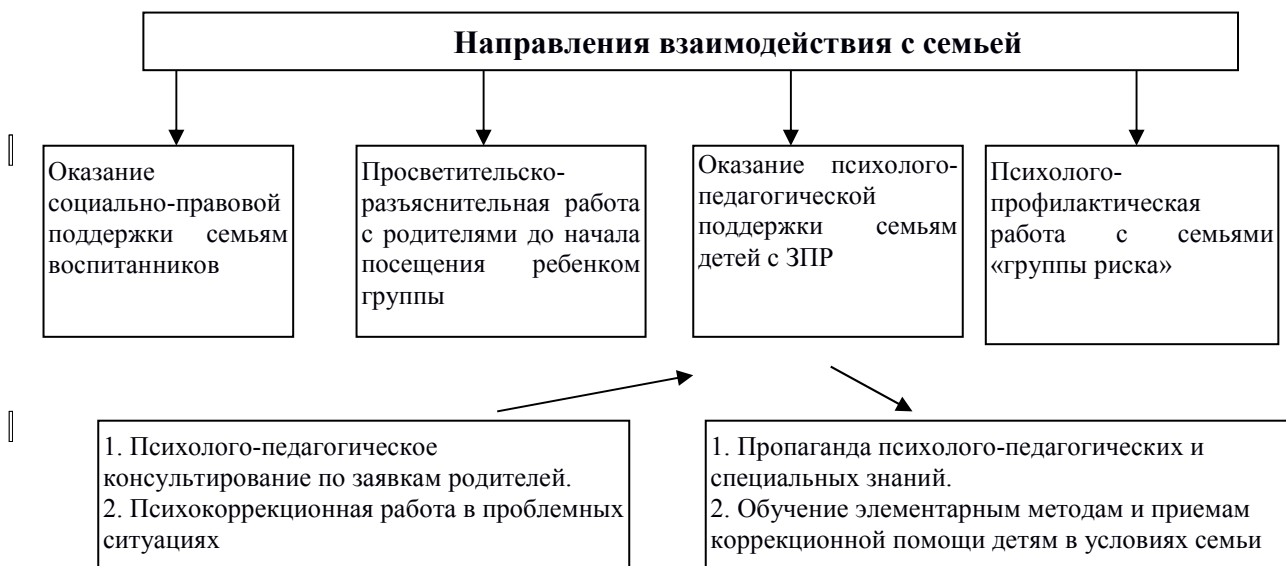 Направления взаимодействия с семьей
Оказание
социально-правовой
поддержки семьям
воспитанников
Просветительско-
разъяснительная работа
с родителями до начала
посещения ребенком
группы
Оказание психолого-
педагогической
поддержки семьям
детей с ЗПР
Психолого-
профилактическая
работа с семьями
«группы риска»
1. Психолого-педагогическое
консультирование по заявкам родителей.
2. Психокоррекционная работа в проблемных
ситуациях
1. Пропаганда психолого-педагогических и
специальных знаний.
2. Обучение элементарным методам и приемам
коррекционной помощи детям в условиях семьи